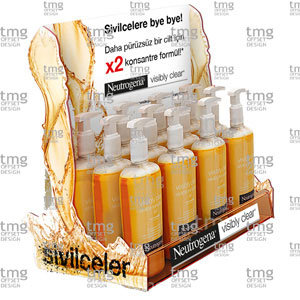 Sivilcelere bye bye!
Daha pürüzsüz bir cilt için,
x2 konsantre formül!*
Neutrogena® visibly clear®
sivilceler
Neutrogena® visibly clear®
tmg
OFFSET
DESIGN